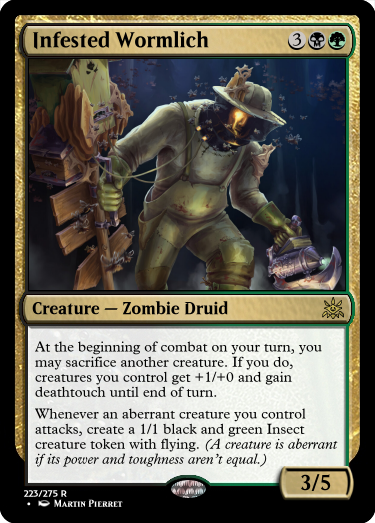 Infested Wormlich 3
Creature — Zombie Druid
At the beginning of combat on your turn, you
may sacrifice another creature. If you do,
creatures you control get +1/+0 and gain
deathtouch until end of turn.
Whenever an aberrant creature you control
attacks, create a 1/1 black and green Insect
creature token with flying. (A creature is aberrant
if its power and toughness aren't equal.)
3/5
223/275 R
• Martin Pierret